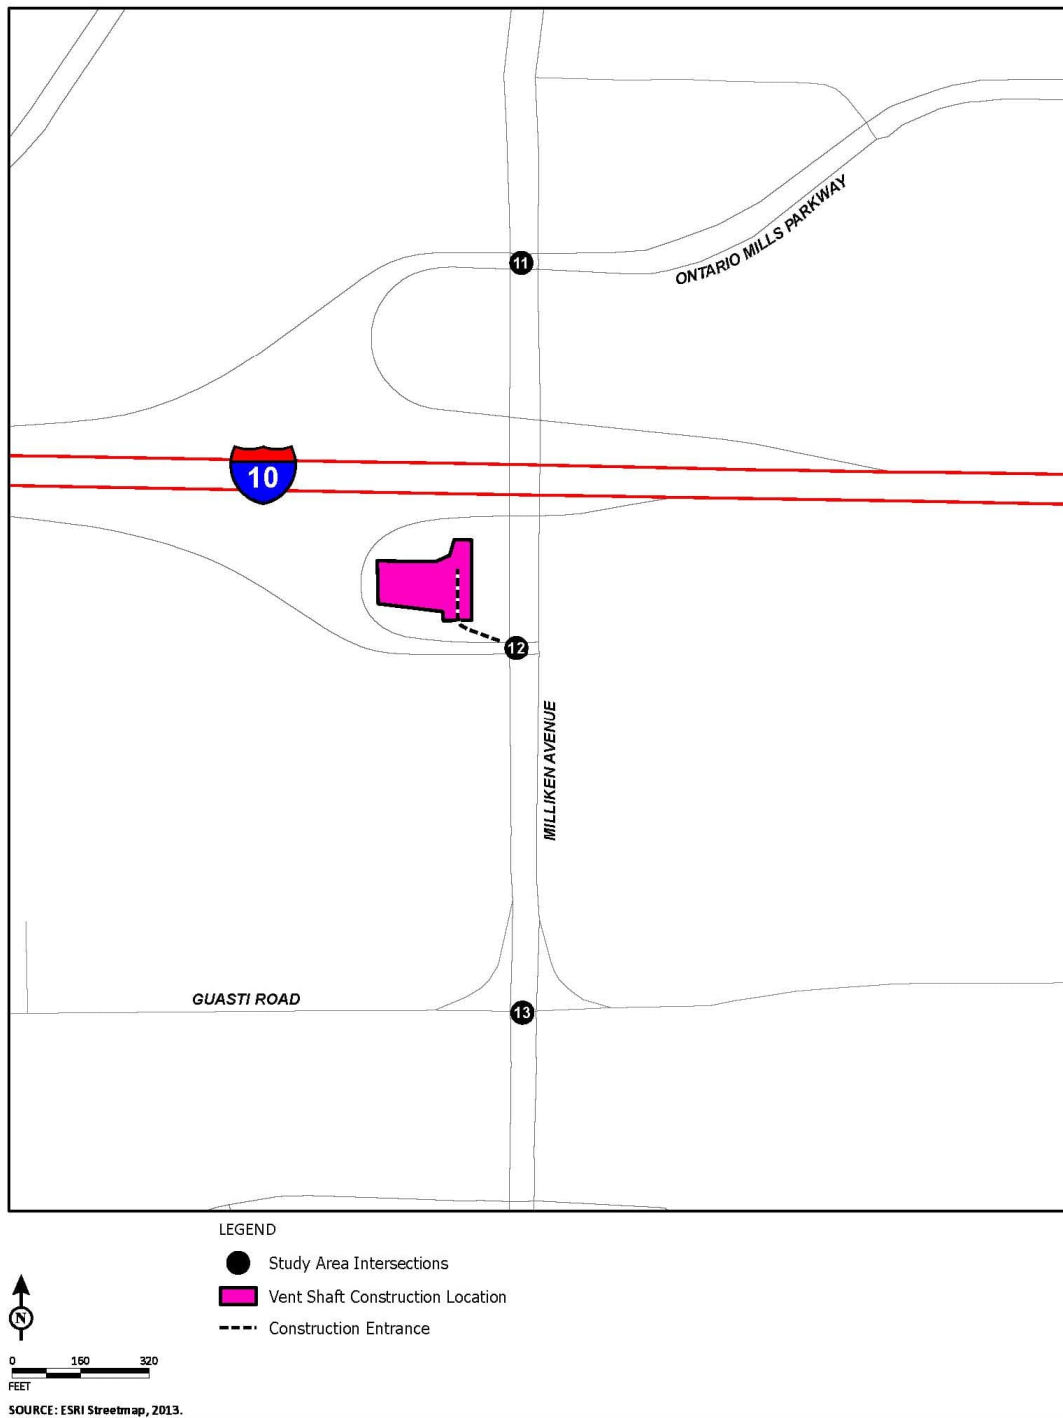 11
ONTARIO MILLS PARKWAY
10
12
MILLIKEN AVENUE
GUASTI ROAD
13
LEGEND
Study Area Intersections
Vent Shaft Construction Location
Construction Entrance
N
0 160 320
FEET
SOURCE: ESRI Streetmap, 2013.